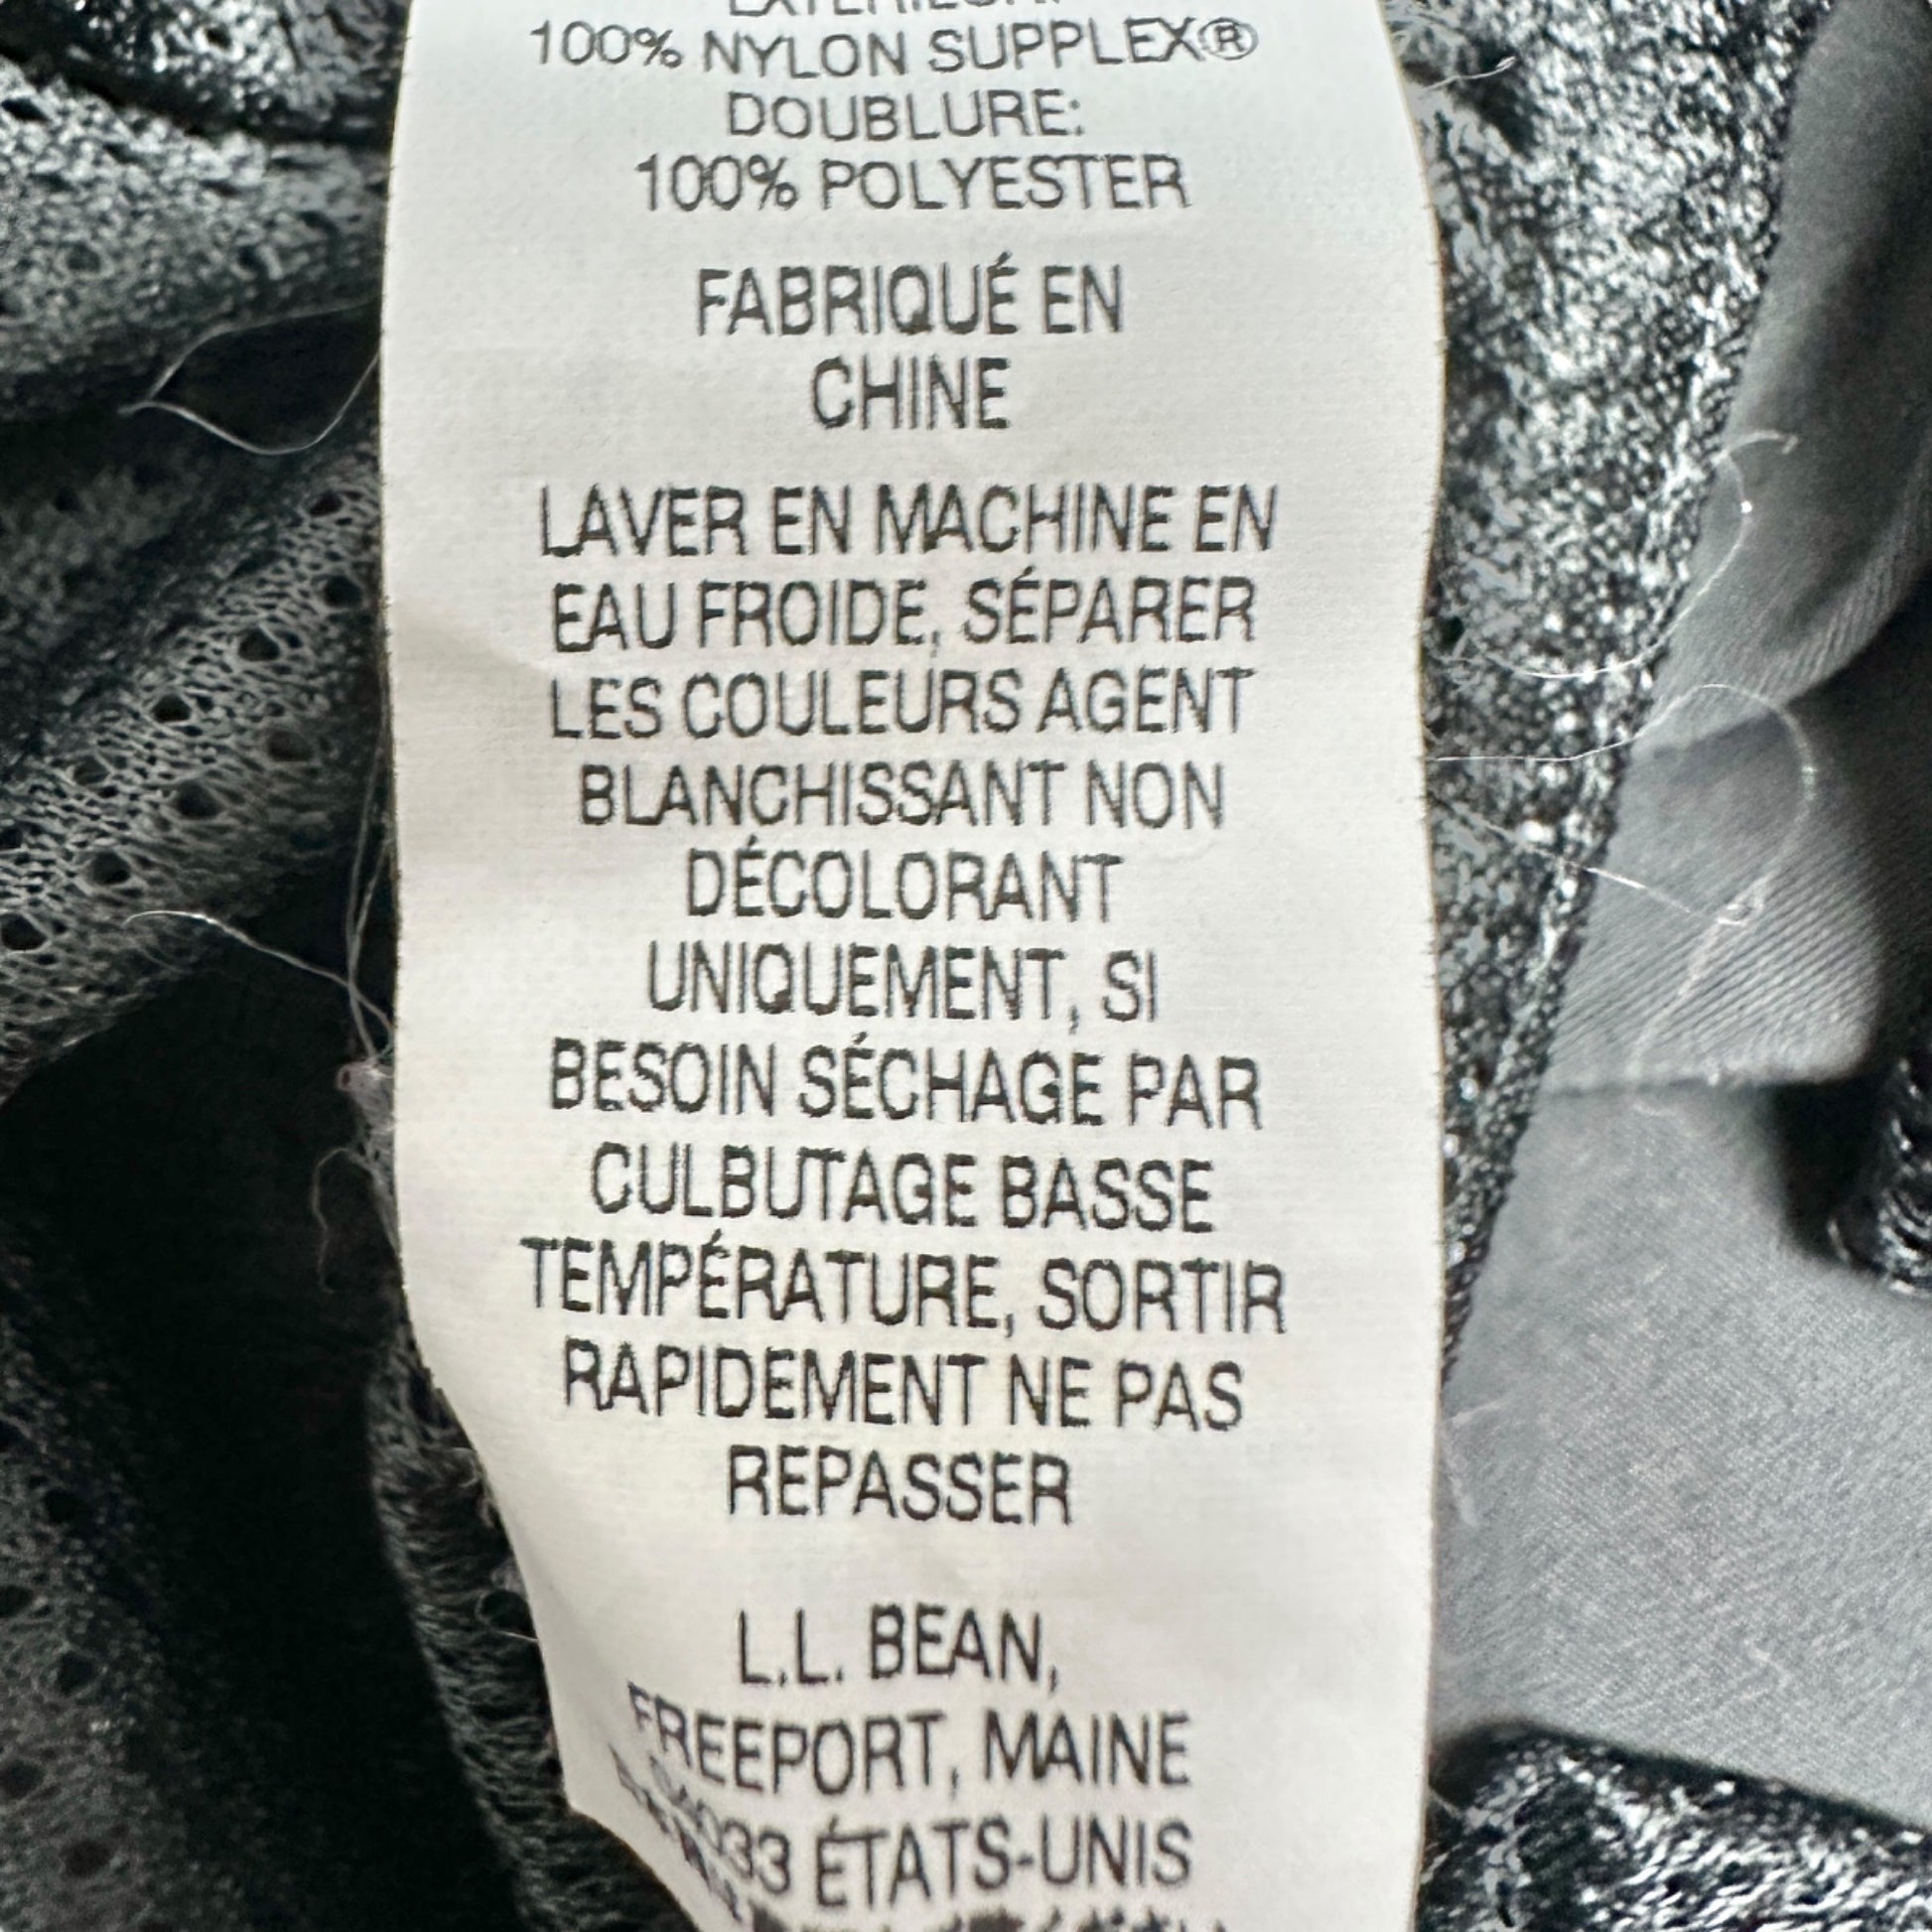 100% NYLON SUPPLEX®
DOUBLURE:
100% POLYESTER
FABRIQUÉ EN
CHINE
LAVER EN MACHINE EN
EAU FROIDE, SÉPARER
LES COULEURS AGENT
BLANCHISSANT NON
DÉCOLORANT
UNIQUEMENT, SI
BESOIN SÉCHAGE PAR
CULBUTAGE BASSE
TEMPÉRATURE, SORTIR
RAPIDEMENT NE PAS
REPASSER
L.L. BEAN,
FREEPORT, MAINE
04033 ÉTATS-UNIS